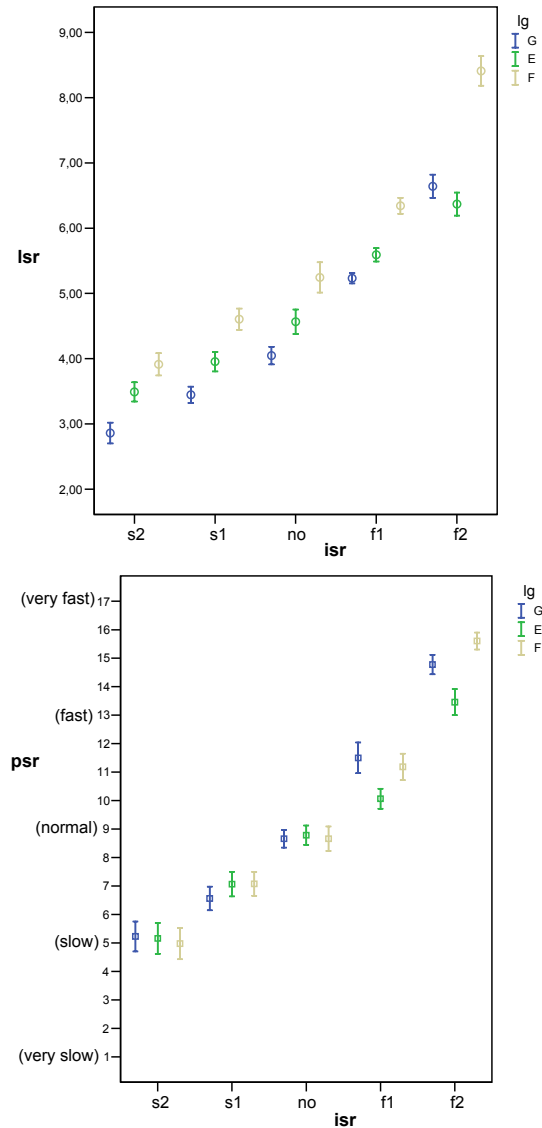 lg
G
E
F
9,00
8,00
7,00
6,00
5,00
4,00
3,00
2,00
lsr
s2 s1 no f1 f2
isr
lg
G
E
F
(very fast) 17
16
15
14
(fast) 13
12
11
10
(normal) 9
8
7
6
(slow) 5
4
3
2
(very slow) 1
psr
s2 s1 no f1 f2
isr